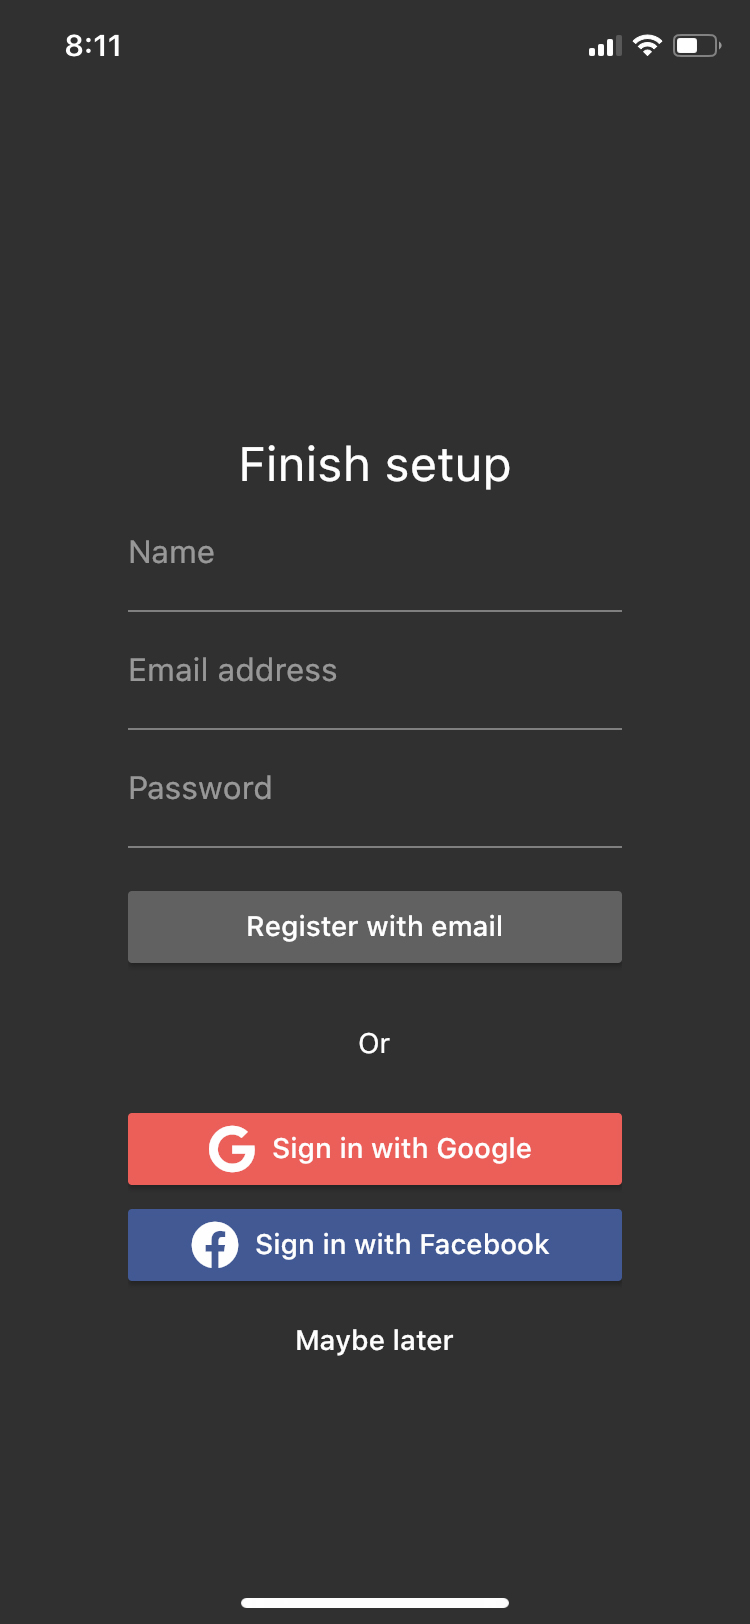 8:11
Finish setup
Name
Email address
Password
Register with email
Or
Sign in with Google
Sign in with Facebook
Maybe later